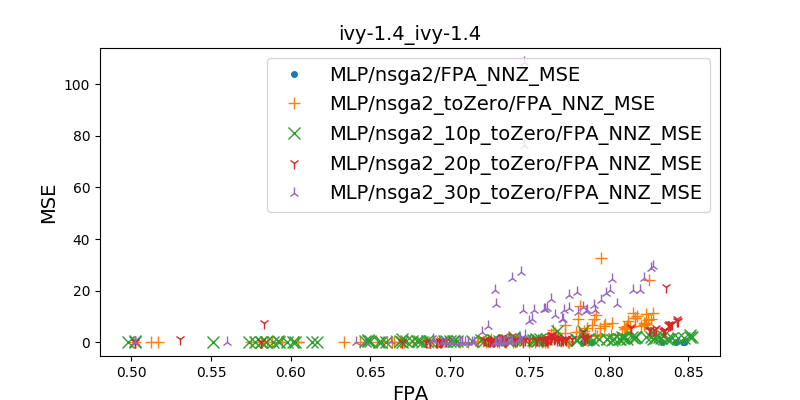 ivy-1.4_ivy-1.4
MSE
100
80
60
40
20
0
MLP/nsga2/FPA_NNZ_MSE
MLP/nsga2_toZero/FPA_NNZ_MSE
MLP/nsga2_10p_toZero/FPA_NNZ_MSE
MLP/nsga2_20p_toZero/FPA_NNZ_MSE
MLP/nsga2_30p_toZero/FPA_NNZ_MSE
0.50 0.55 0.60 0.65 0.70 0.75 0.80 0.85
FPA